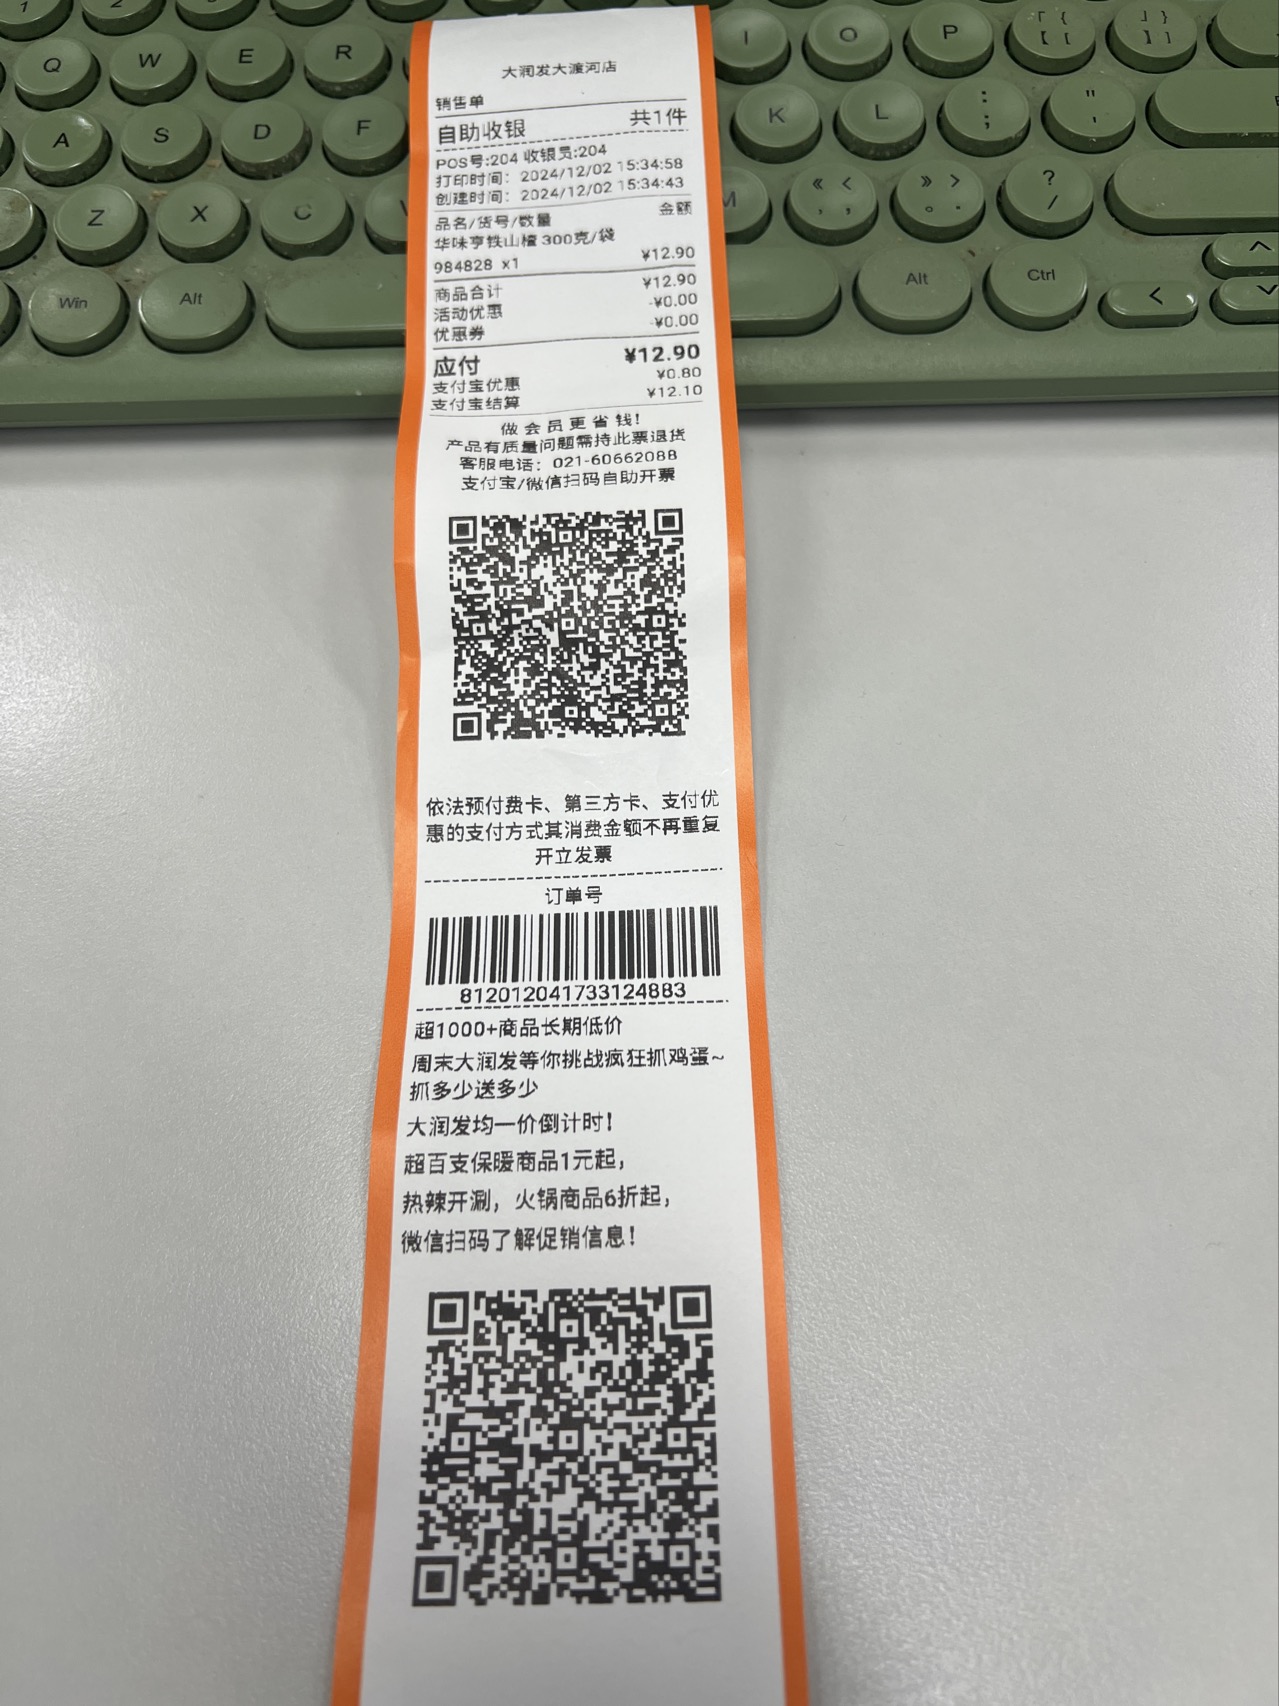 1 2
Q W E R I O P 「 { 【 [ 」 } 】 ]
A S D F K L : ; " '
Z X C M 《 < , , 》 > 。 . ? /
Win Alt Alt Ctrl < ^ v
大润发大渡河店
销售单
自助收银 共1件
POS号:204 收银员:204
打印时间: 2024/12/02 15:34:58
创建时间: 2024/12/02 15:34:43
品名/货号/数量 金额
华味亨铁山楂 300克/袋
984828 x1 ¥12.90
商品合计 ¥12.90
活动优惠 -¥0.00
优惠券 -¥0.00
应付 ¥12.90
支付宝优惠 ¥0.80
支付宝结算 ¥12.10
做会员更省钱!
产品有质量问题需持此票退货
客服电话: 021-60662088
支付宝/微信扫码自助开票
依法预付费卡、第三方卡、支付优
惠的支付方式其消费金额不再重复
开立发票
订单号
812012041733124883
超1000+商品长期低价
周末大润发等你挑战疯狂抓鸡蛋~
抓多少送多少
大润发均一价倒计时!
超百支保暖商品1元起,
热辣开涮, 火锅商品6折起,
微信扫码了解促销信息!